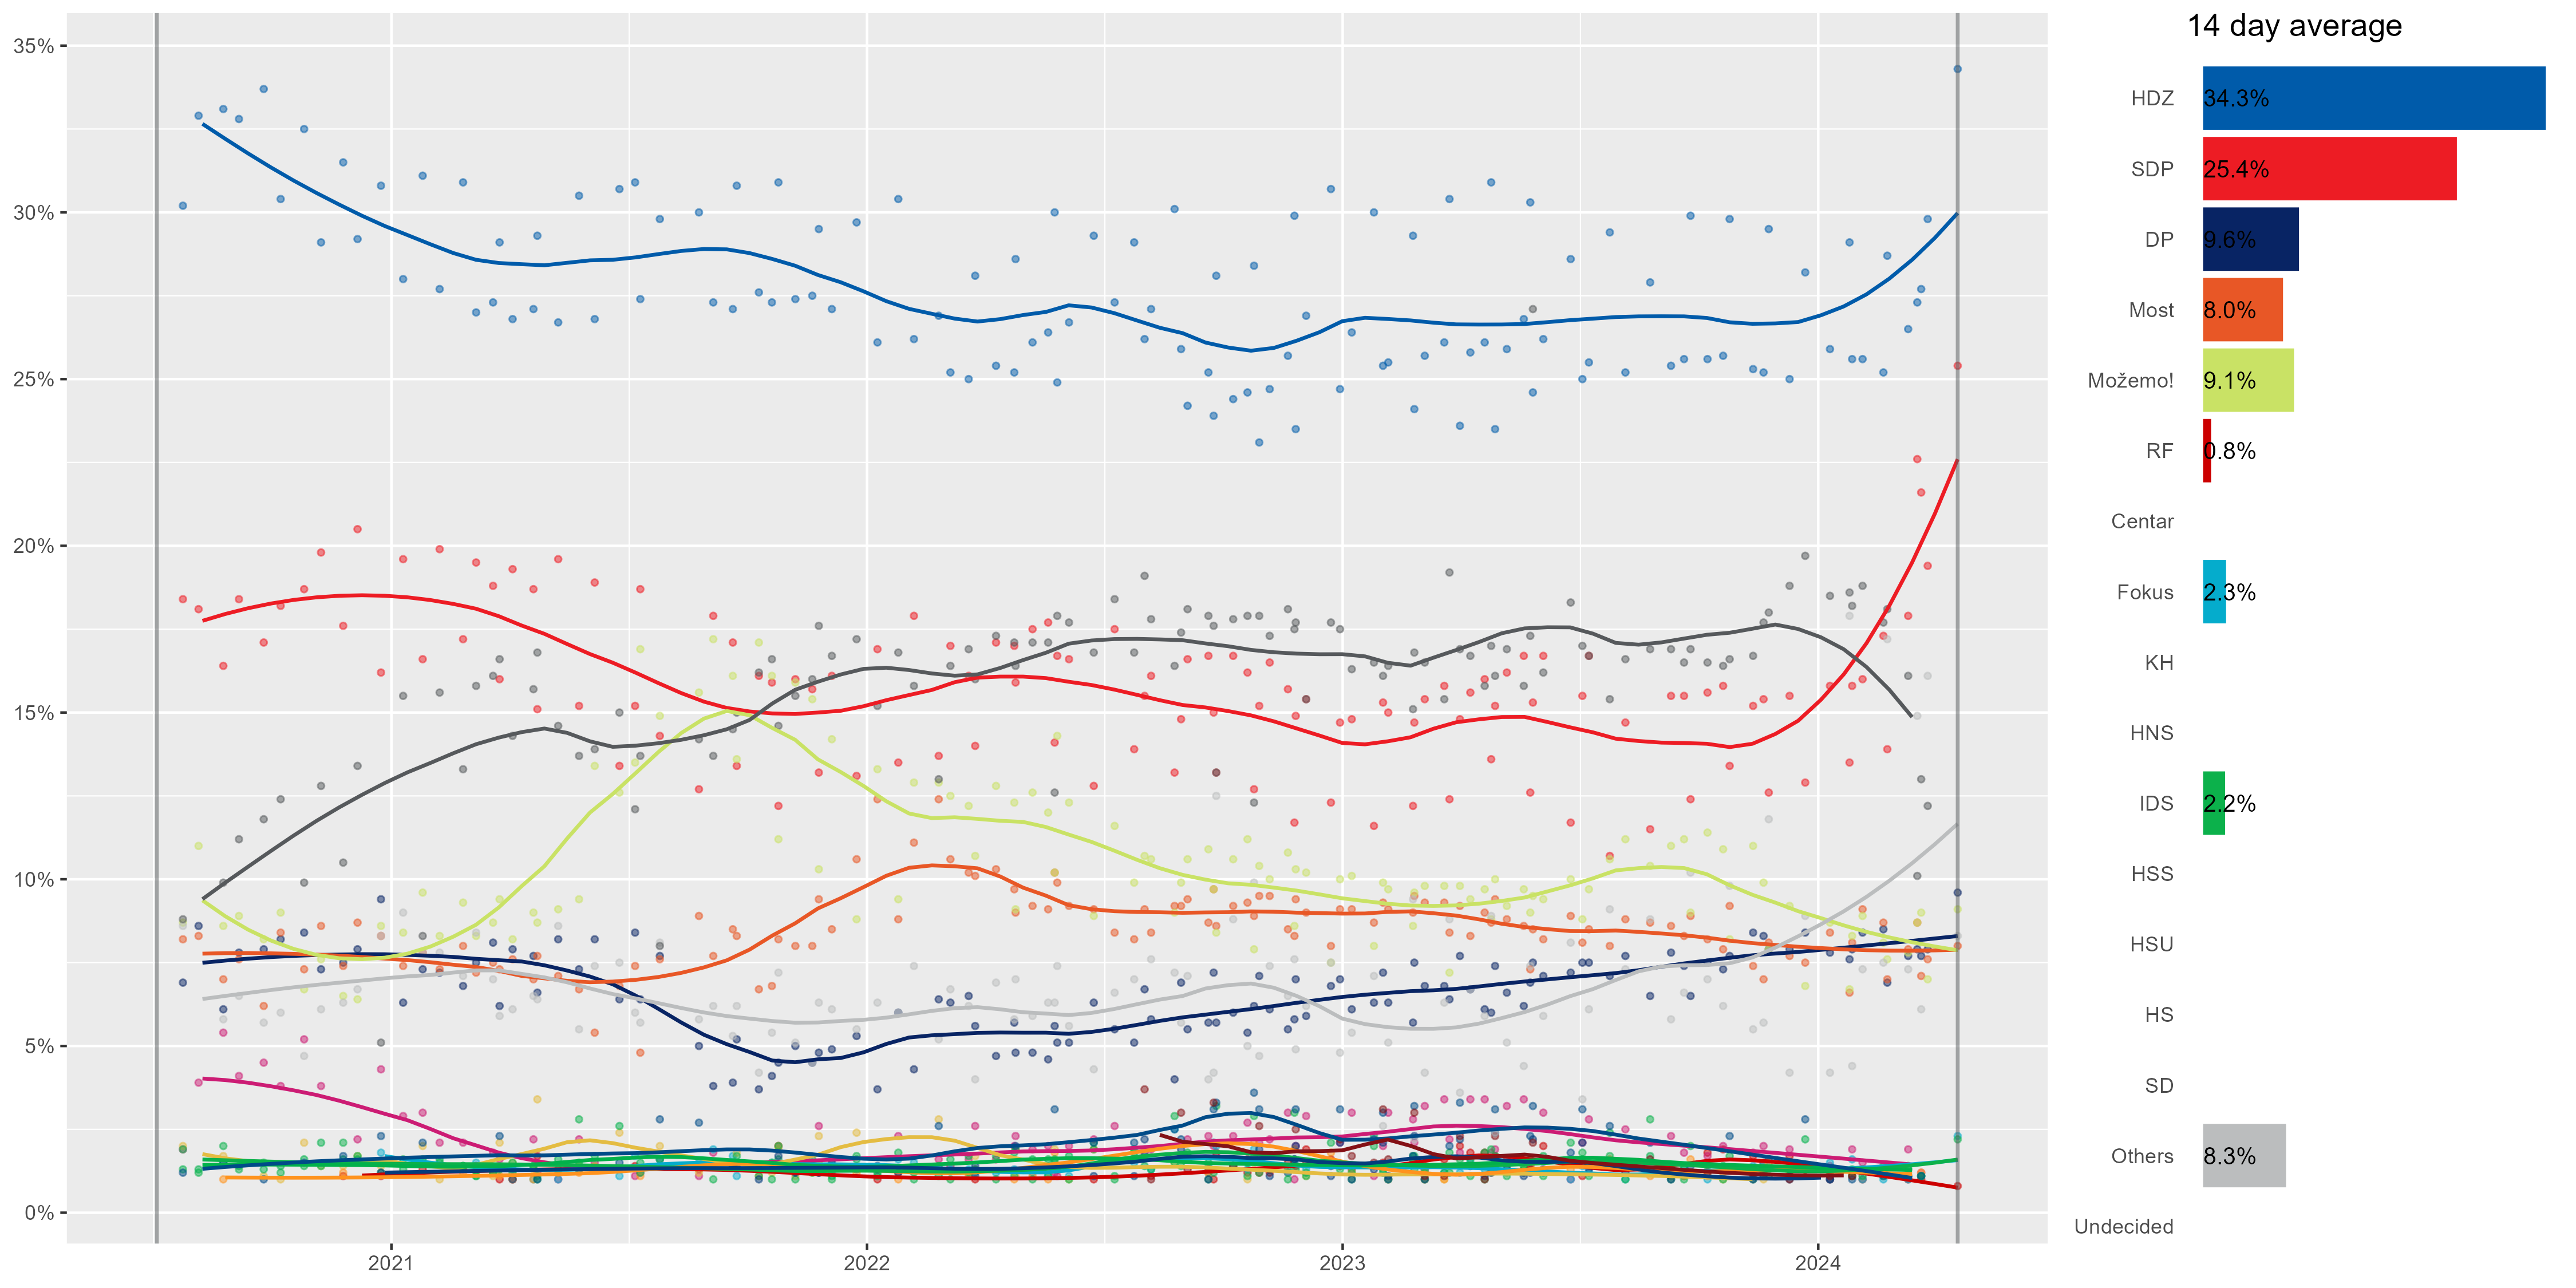 35%
30%
25%
20%
15%
10%
5%
0%
2021 2022 2023 2024
14 day average
HDZ 34.3%
SDP 25.4%
DP 9.6%
Most 8.0%
Možemo! 9.1%
RF 0.8%
Centar
Fokus 2.3%
KH
HNS
IDS 2.2%
HSS
HSU
HS
SD
Others 8.3%
Undecided